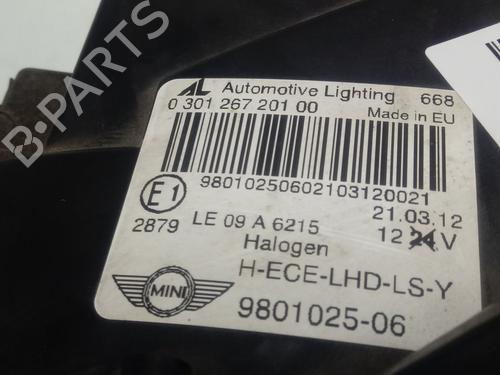 B-PARTS
AL Automotive Lighting 668
0 301 267 201 00 Made in EU
98010250602103120021
E1 21.03.12
2879 LE 09 A 6215 12 24 V
Halogen
H-ECE-LHD-LS-Y
MINI
9801025-06